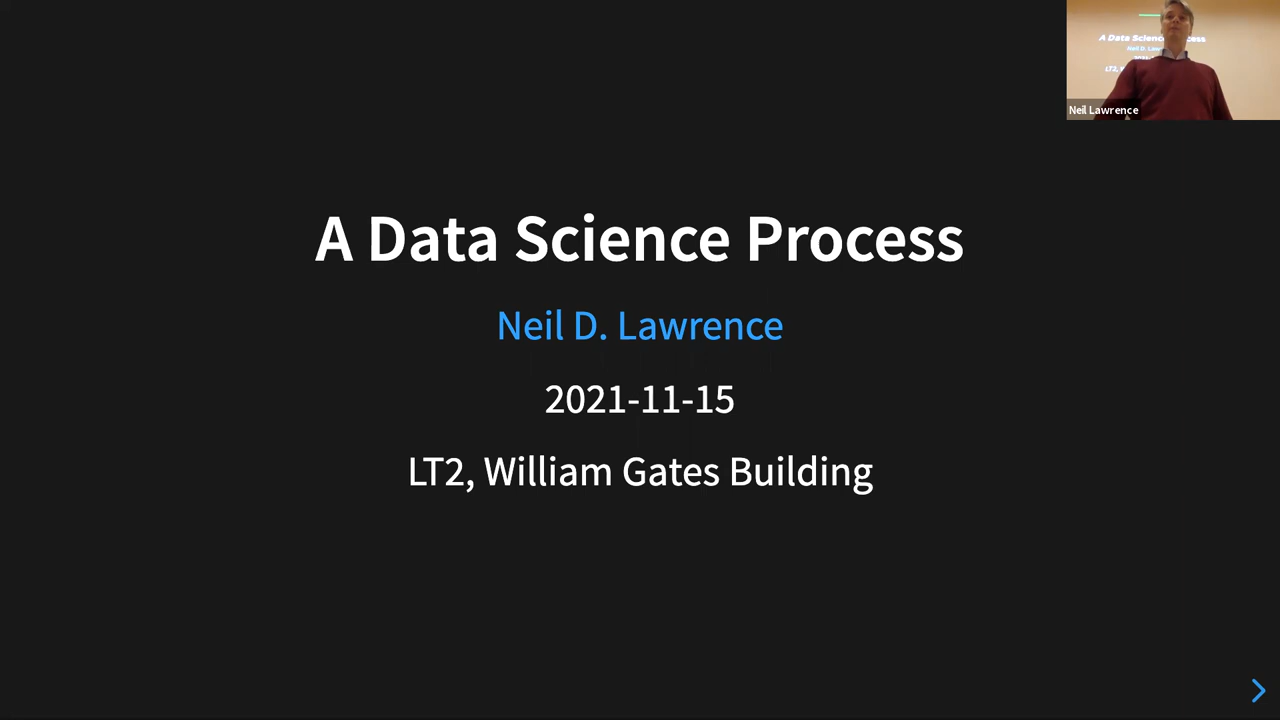 A Data Science Process
Neil D. Lawrence
2021-11-15
LT2, William Gates Building
Neil Lawrence